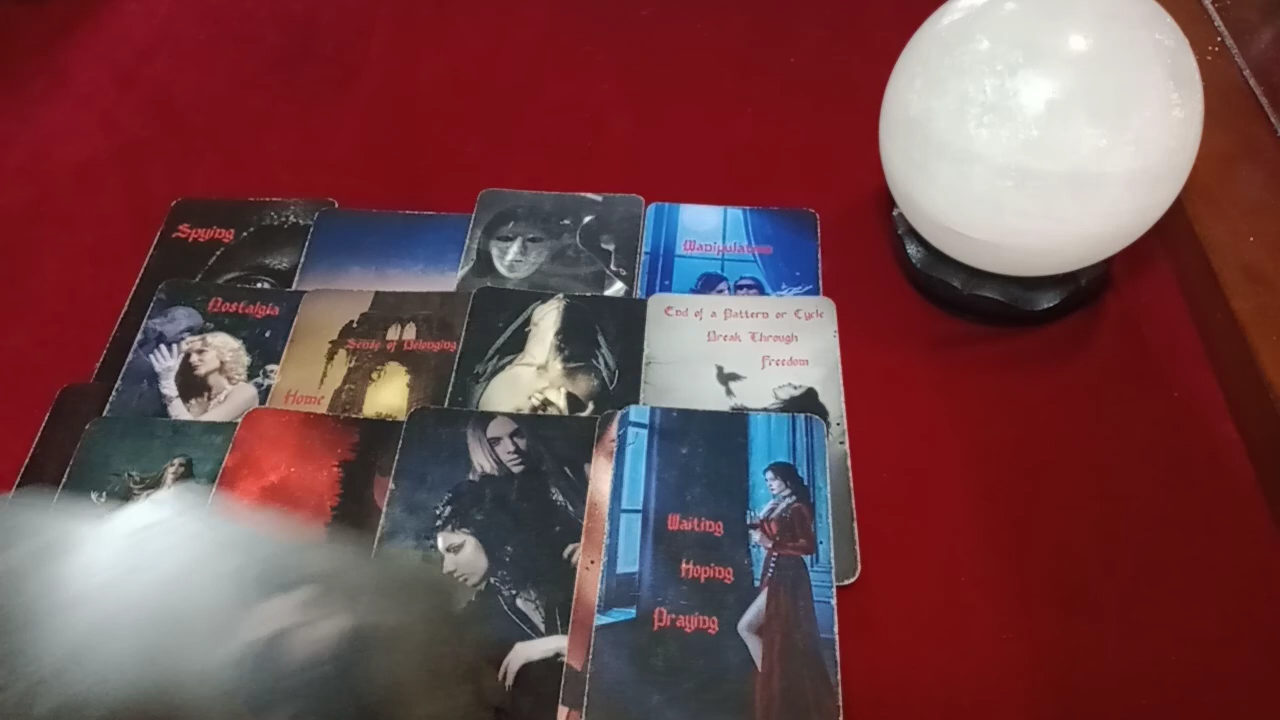 Spying
Manipulation
Nostalgia
Sense of Belonging
Home
End of a Pattern or Cycle
Break Through
Freedom
Waiting
Hoping
Praying